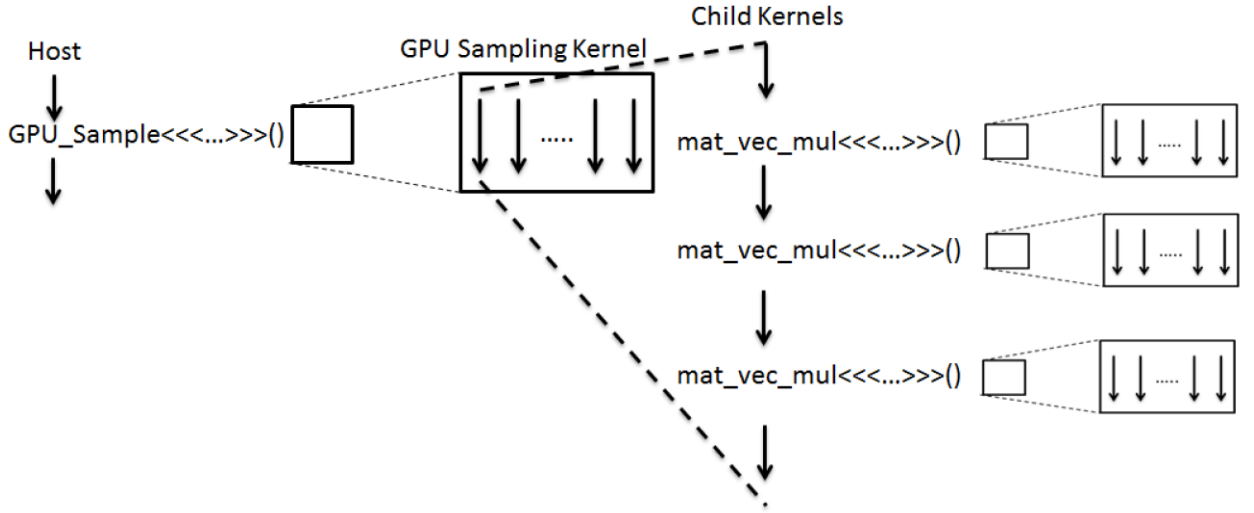 Child Kernels
Host
GPU Sampling Kernel
GPU_Sample<<<...>>>()
.....
mat_vec_mul<<<...>>>()
.....
mat_vec_mul<<<...>>>()
.....
mat_vec_mul<<<...>>>()
.....